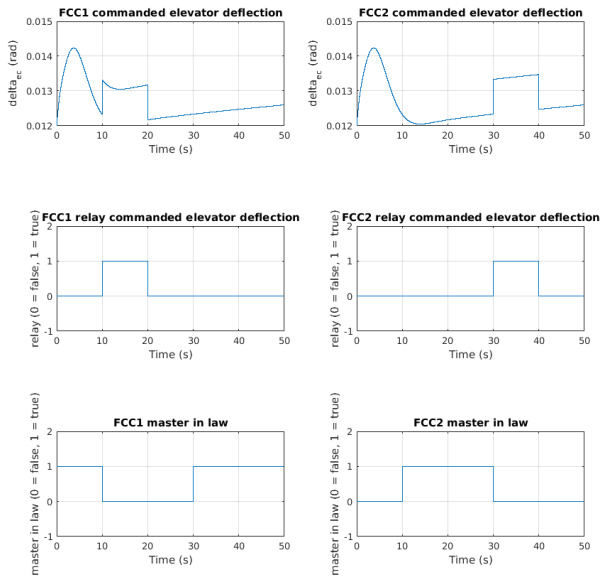 FCC1 commanded elevator deflection
0.015
0.014
0.013
0.012
delta_ec (rad)
0 10 20 30 40 50
Time (s)
FCC2 commanded elevator deflection
0.015
0.014
0.013
0.012
delta_ec (rad)
0 10 20 30 40 50
Time (s)
FCC1 relay commanded elevator deflection
2
1
0
-1
relay (0 = false, 1 = true)
0 10 20 30 40 50
Time (s)
FCC2 relay commanded elevator deflection
2
1
0
-1
relay (0 = false, 1 = true)
0 10 20 30 40 50
Time (s)
FCC1 master in law
2
1
0
-1
master in law (0 = false, 1 = true)
0 10 20 30 40 50
Time (s)
FCC2 master in law
2
1
0
-1
master in law (0 = false, 1 = true)
0 10 20 30 40 50
Time (s)